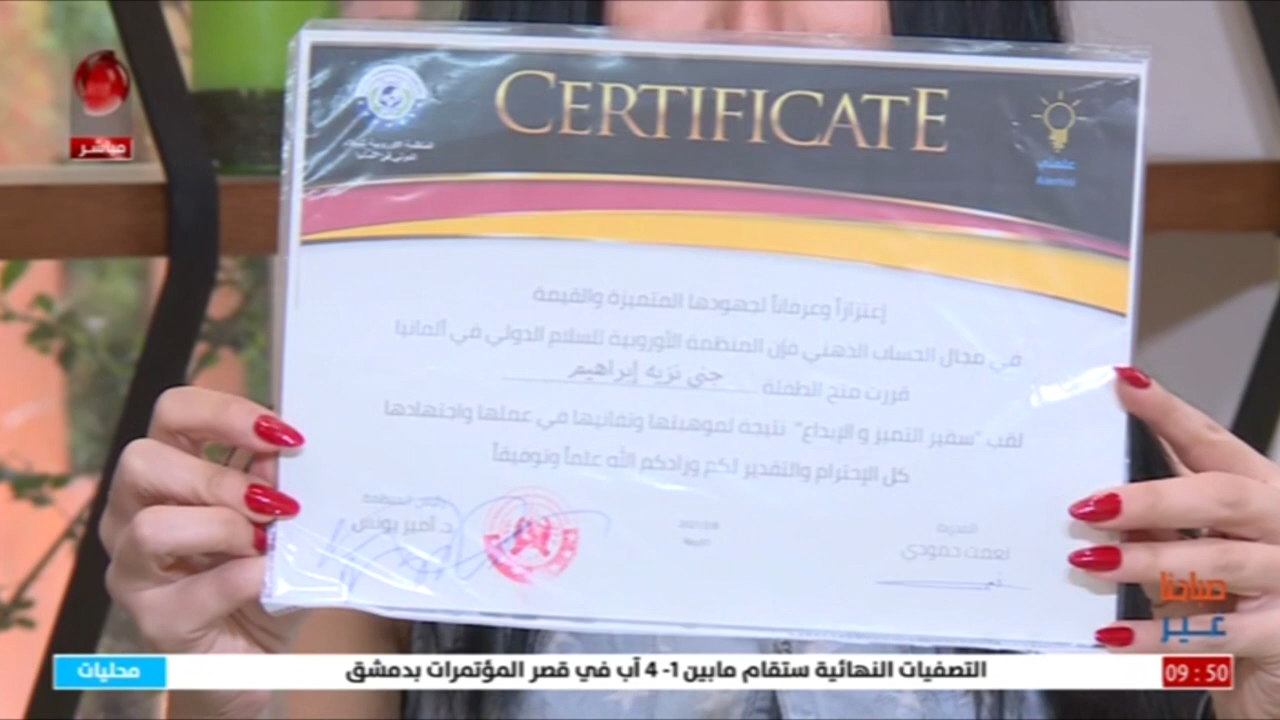 CERTIFICATE
علمني
مباشر
إعتزازاً وعرفاناً لجهودها المتميزة والقيمة
في مجال الحساب الذهني فإن المنظمة الأوروبية للسلام الدولي في ألمانيا
قررت منح الطفلة جنى نزيه إبراهيم
لقب "سفير التميز و الإبداع" نتيجة لموهبتها وتفانيها في عملها واجتهادها
كل الإحترام والتقدير لكم وزادكم الله علماً وتوفيقاً
المدربة
نعمت حمودي
د. أمير يونس
صباحنا
غير
محليات
التصفيات النهائية ستقام مابين 1- 4 آب في قصر المؤتمرات بدمشق
09:50